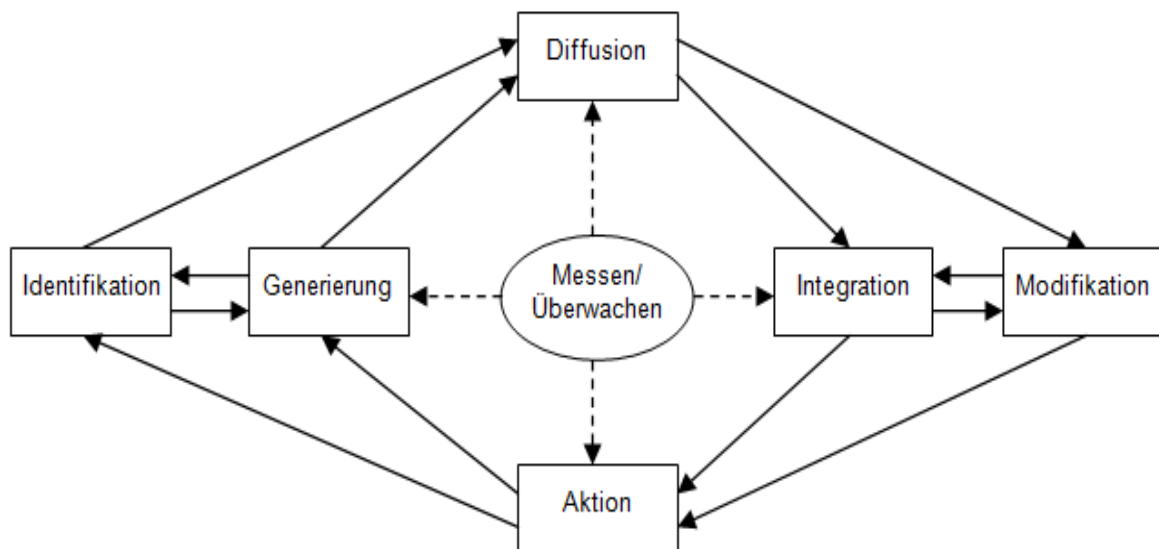 Diffusion
Identifikation
Generierung
Messen/
Überwachen
Integration
Modifikation
Aktion